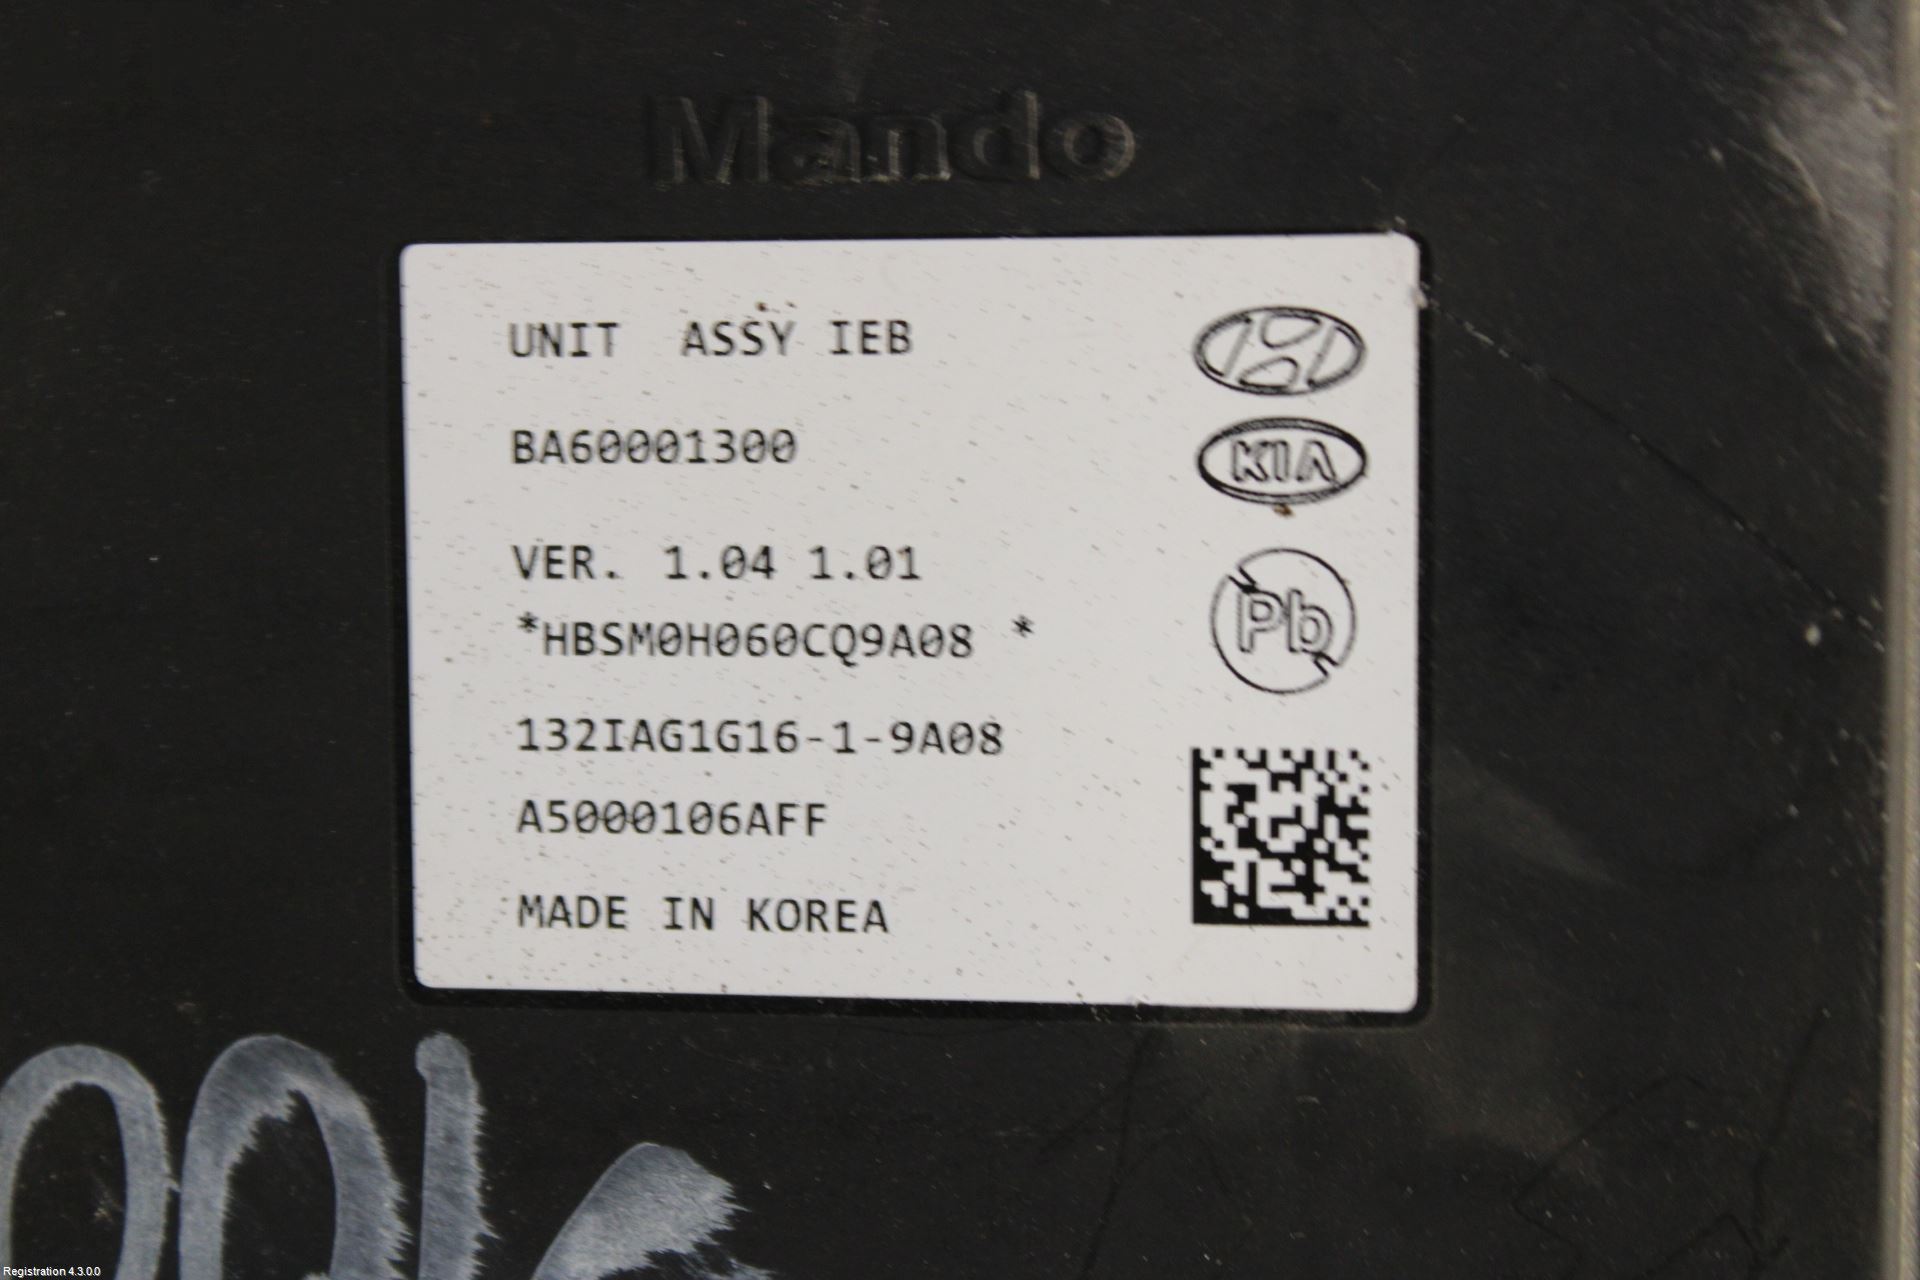 Mando
UNIT ASSY IEB
BA60001300
KIA
VER. 1.04 1.01
*HBSM0H060CQ9A08 *
Pb
132IAG1G16-1-9A08
A5000106AFF
MADE IN KOREA
Registration 4.3.0.0